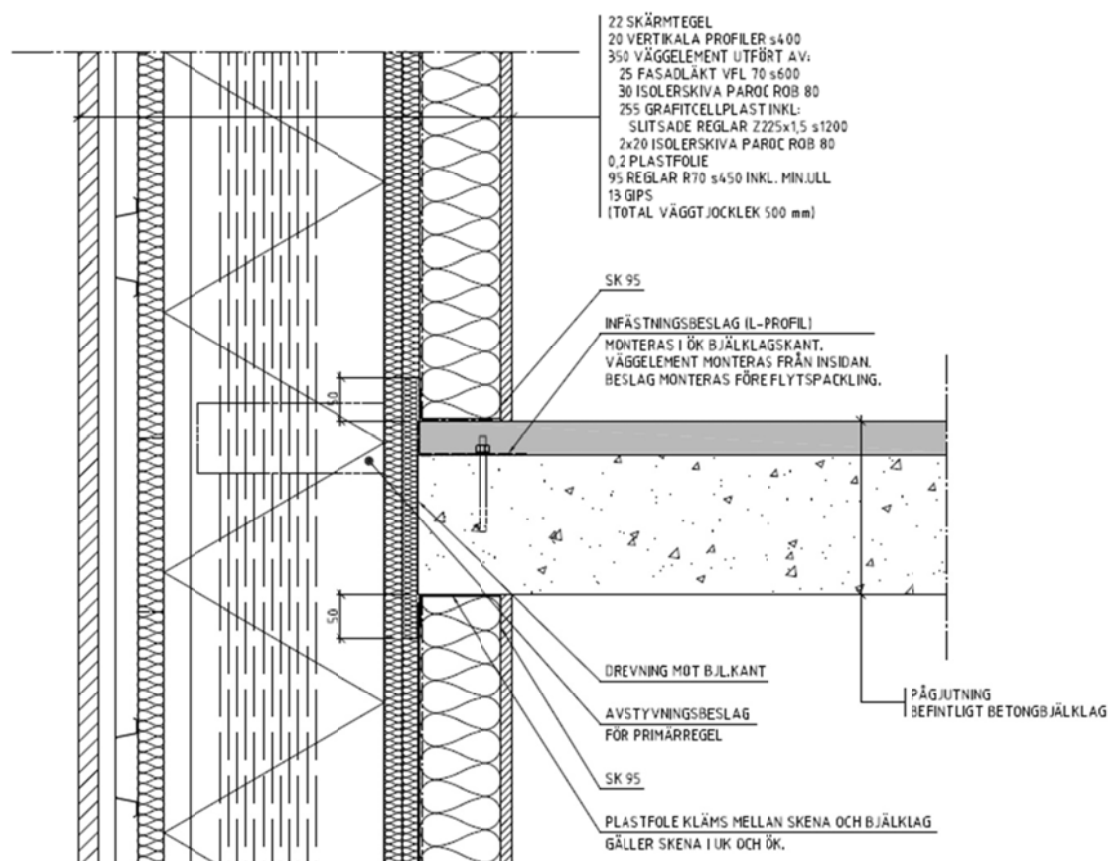 22 SKÄRMTEGEL
20 VERTIKALA PROFILER s400
350 VÄGGELEMENT UTFÖRT AV:
25 FASADLÄKT VFL 70 s600
30 ISOLERSKIVA PAROC ROB 80
255 GRAFITCELLPLAST INKL:
SLITSADE REGLAR Z225x1,5 s1200
2x20 ISOLERSKIVA PAROC ROB 80
0,2 PLASTFOLIE
95 REGLAR R70 s450 INKL. MIN.ULL
13 GIPS
(TOTAL VÄGGTJOCKLEK 500 mm)
SK 95
INFÄSTNINGSBESLAG (L-PROFIL)
MONTERAS I ÖK BJÄLKLAGSKANT.
VÄGGELEMENT MONTERAS FRÅN INSIDAN.
BESLAG MONTERAS FÖRE FLYTSPACKLING.
50
50
DREVNING MOT BJL.KANT
AVSTYVNINGSBESLAG
FÖR PRIMÄRREGEL
PÅGJUTNING
BEFINTLIGT BETONGBJÄLKLAG
SK 95
PLASTFOLE KLÄMS MELLAN SKENA OCH BJÄLKLAG
GÄLLER SKENA I UK OCH ÖK.